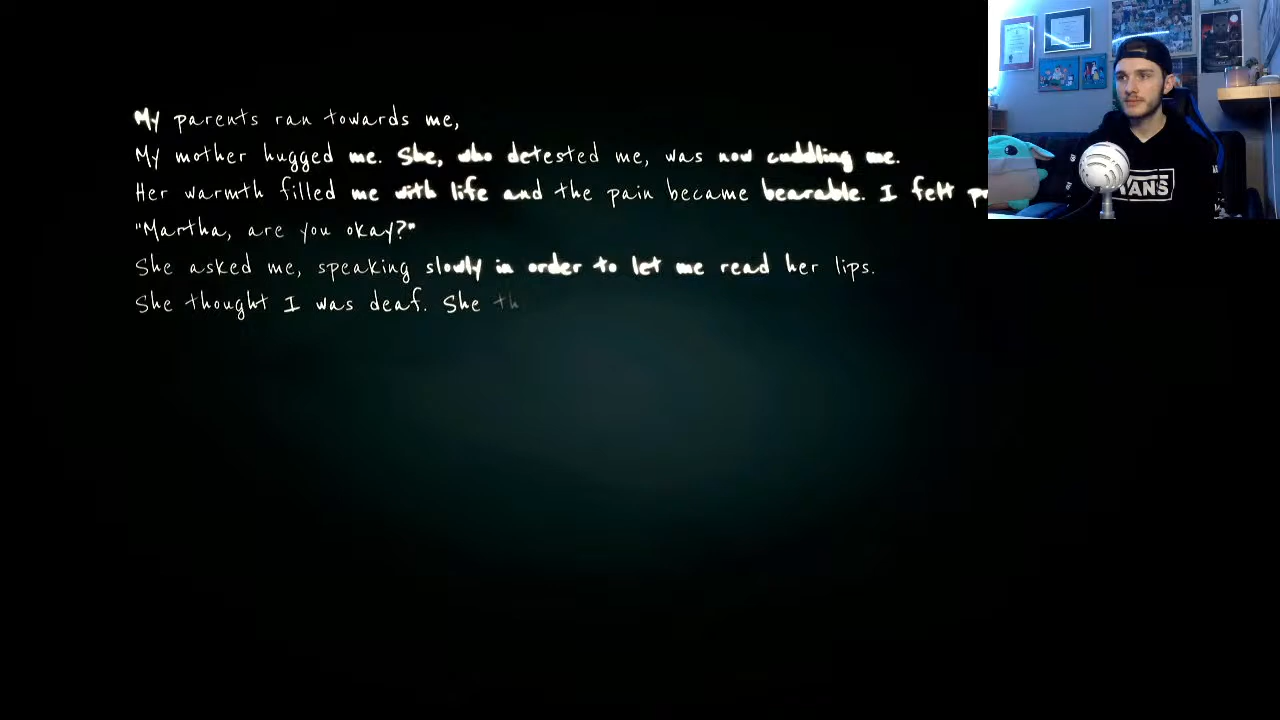 My parents ran towards me,
My mother hugged me. She, who detested me, was now cuddling me.
Her warmth filled me with life and the pain became bearable. I felt
"Martha, are you okay?"
She asked me, speaking slowly in order to let me read her lips.
She thought I was deaf. She th
VANS